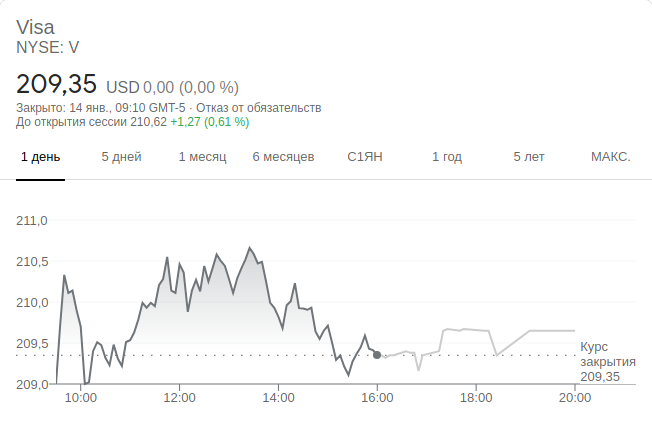 Visa
NYSE: V
209,35 USD 0,00 (0,00 %)
Закрыто: 14 янв., 09:10 GMT-5 · Отказ от обязательств
До открытия сессии 210,62 +1,27 (0,61 %)
1 день 5 дней 1 месяц 6 месяцев С1ЯН 1 год 5 лет МАКС.
211,0
210,5
210,0
209,5
209,0
Курс
закрытия
209,35
10:00 12:00 14:00 16:00 18:00 20:00